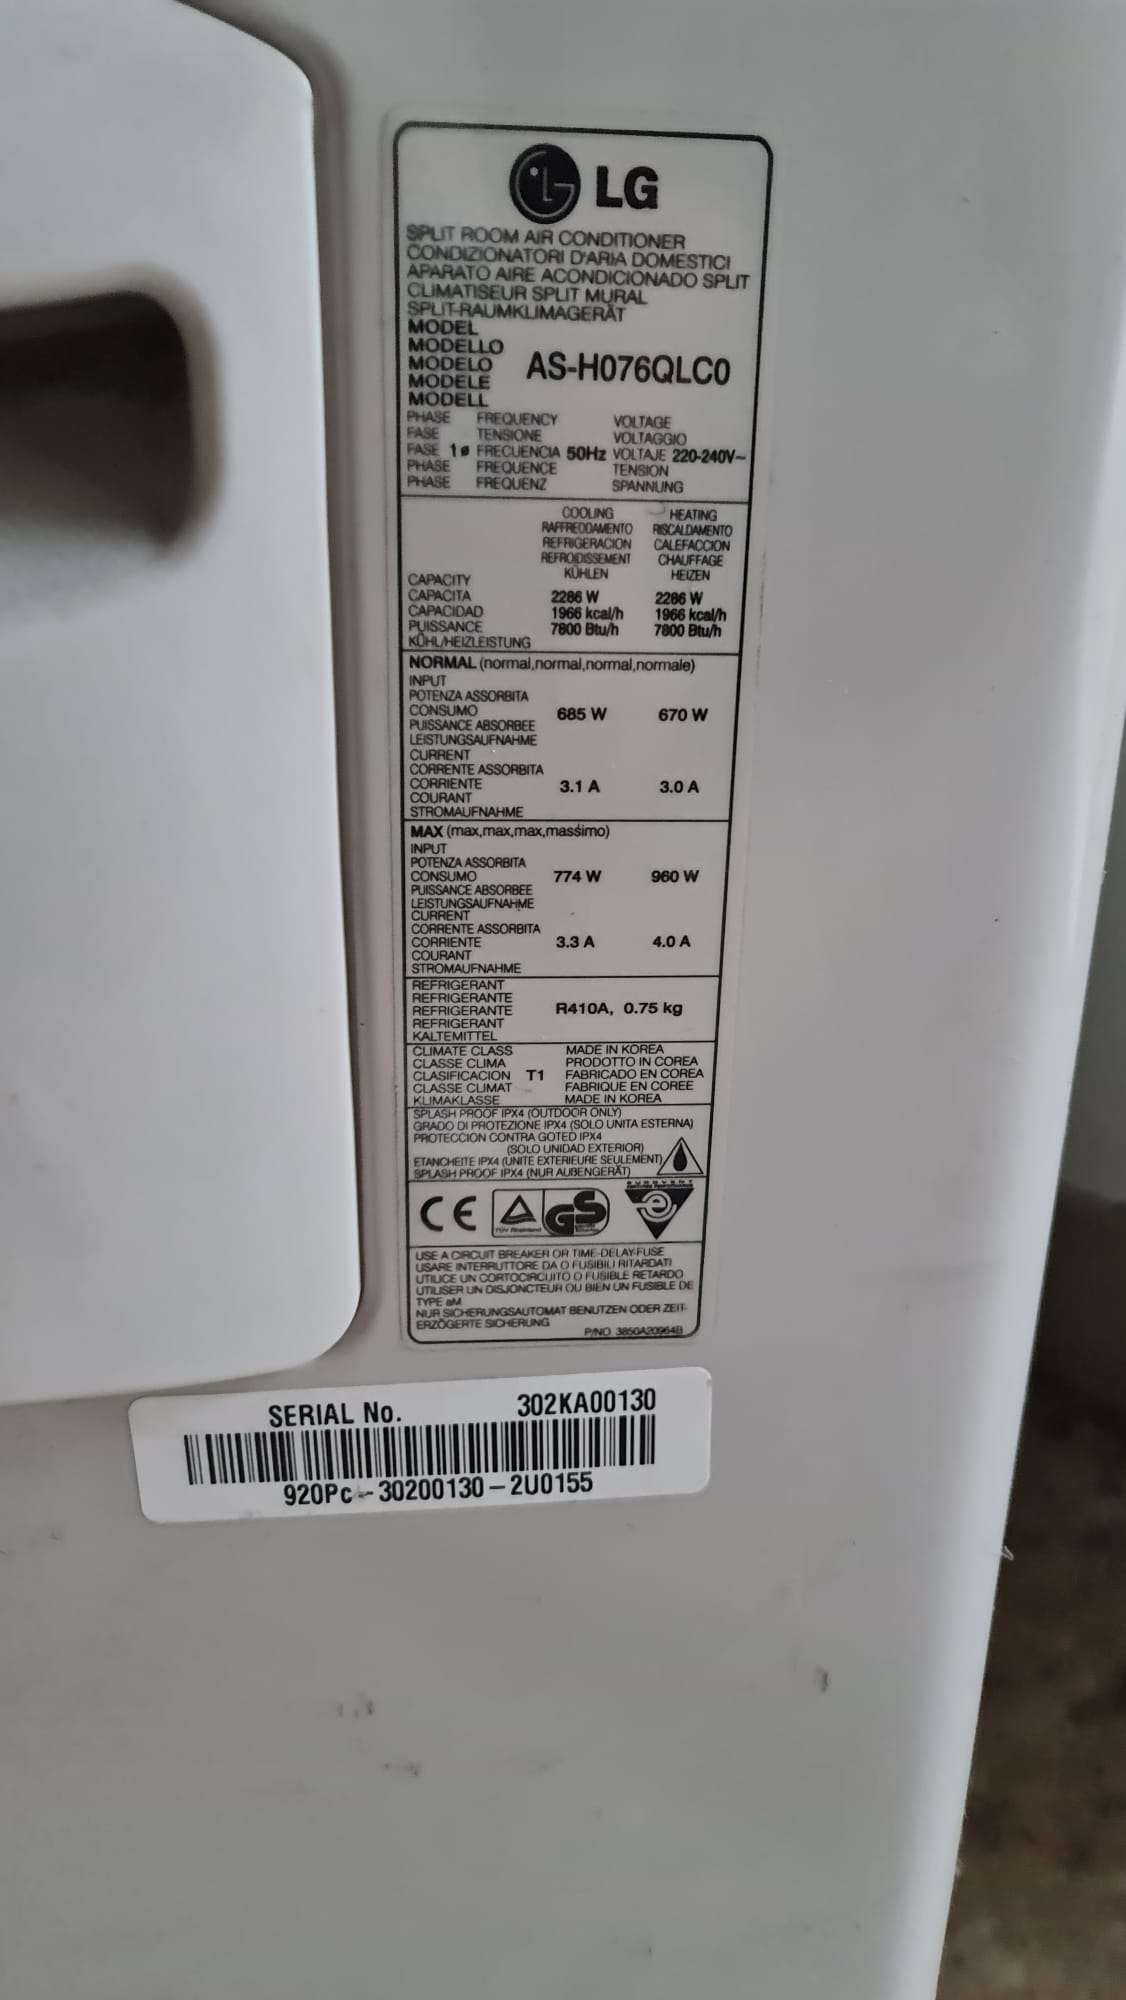 LG
SPLIT ROOM AIR CONDITIONER
CONDIZIONATORI D'ARIA DOMESTICI
APARATO AIRE ACONDICIONADO SPLIT
CLIMATISEUR SPLIT MURAL
SPLIT-RAUMKLIMAGERÄT
MODEL
MODELLO
MODELO AS-H076QLC0
MODELE
MODELL
PHASE FREQUENCY VOLTAGE
FASE TENSIONE VOLTAGGIO
FASE 1ø FRECUENCIA 50Hz VOLTAJE 220-240V~
PHASE FREQUENCE TENSION
PHASE FREQUENZ SPANNUNG
COOLING HEATING
RAFFREDDAMENTO RISCALDAMENTO
REFRIGERACION CALEFACCION
REFROIDISSEMENT CHAUFFAGE
KÜHLEN HEIZEN
CAPACITY
CAPACITA 2286 W 2286 W
CAPACIDAD 1966 kcal/h 1966 kcal/h
PUISSANCE 7800 Btu/h 7800 Btu/h
KÜHL/HEIZLEISTUNG
NORMAL (normal,normal,normal,normale)
INPUT
POTENZA ASSORBITA
CONSUMO 685 W 670 W
PUISSANCE ABSORBEE
LEISTUNGSAUFNAHME
CURRENT
CORRENTE ASSORBITA
CORRIENTE 3.1 A 3.0 A
COURANT
STROMAUFNAHME
MAX (max,max,max,massimo)
INPUT
POTENZA ASSORBITA
CONSUMO 774 W 960 W
PUISSANCE ABSORBEE
LEISTUNGSAUFNAHME
CURRENT
CORRENTE ASSORBITA
CORRIENTE 3.3 A 4.0 A
COURANT
STROMAUFNAHME
REFRIGERANT
REFRIGERANTE
REFRIGERANTE R410A, 0.75 kg
REFRIGERANT
KALTEMITTEL
CLIMATE CLASS MADE IN KOREA
CLASSE CLIMA PRODOTTO IN COREA
CLASIFICACION T1 FABRICADO EN COREA
CLASSE CLIMAT FABRIQUE EN COREE
KLIMAKLASSE MADE IN KOREA
SPLASH PROOF IPX4 (OUTDOOR ONLY)
GRADO DI PROTEZIONE IPX4 (SOLO UNITA ESTERNA)
PROTECCION CONTRA GOTED IPX4
(SOLO UNIDAD EXTERIOR)
ETANCHEITE IPX4 (UNITE EXTERIEURE SEULEMENT)
SPLASH PROOF IPX4 (NUR AUßENGERÄT)
CE TÜV Rheinland GS EUROVENT
USE A CIRCUIT BREAKER OR TIME-DELAY-FUSE
USARE INTERRUTTORE DA O FUSIBILI RITARDATI
UTILICE UN CORTOCIRCUITO O FUSIBLE RETARDO
UTILISER UN DISJONCTEUR OU BIEN UN FUSIBLE DE
TYPE aM
NUR SICHERUNGSAUTOMAT BENUTZEN ODER ZEIT-
ERZÖGERTE SICHERUNG
P/NO 3850A20964B
SERIAL No. 302KA00130
920Pc-30200130-2U0155